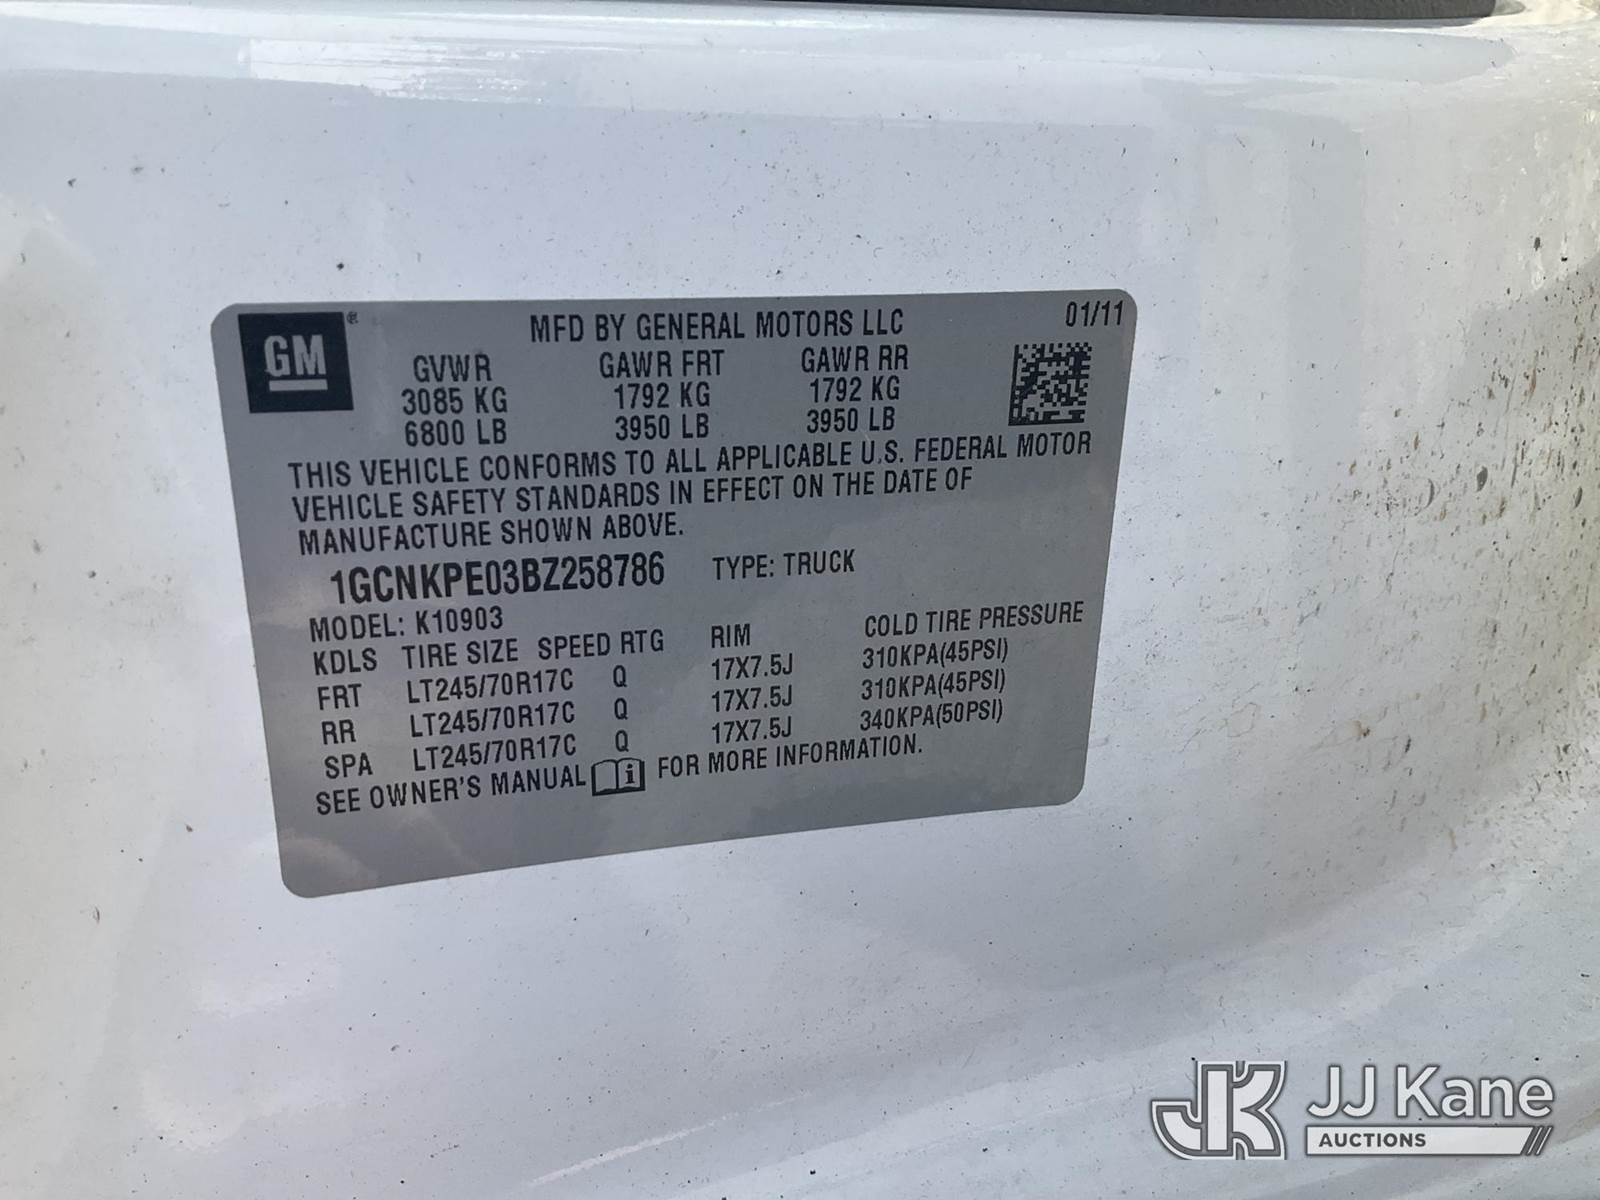 GM®
MFD BY GENERAL MOTORS LLC 01/11
GVWR GAWR FRT GAWR RR
3085 KG 1792 KG 1792 KG
6800 LB 3950 LB 3950 LB
THIS VEHICLE CONFORMS TO ALL APPLICABLE U.S. FEDERAL MOTOR
VEHICLE SAFETY STANDARDS IN EFFECT ON THE DATE OF
MANUFACTURE SHOWN ABOVE.
1GCNKPE03BZ258786 TYPE: TRUCK
MODEL: K10903
KDLS TIRE SIZE SPEED RTG RIM COLD TIRE PRESSURE
FRT LT245/70R17C Q 17X7.5J 310KPA(45PSI)
RR LT245/70R17C Q 17X7.5J 310KPA(45PSI)
SPA LT245/70R17C Q 17X7.5J 340KPA(50PSI)
SEE OWNER'S MANUAL i FOR MORE INFORMATION.
JK JJ Kane
AUCTIONS